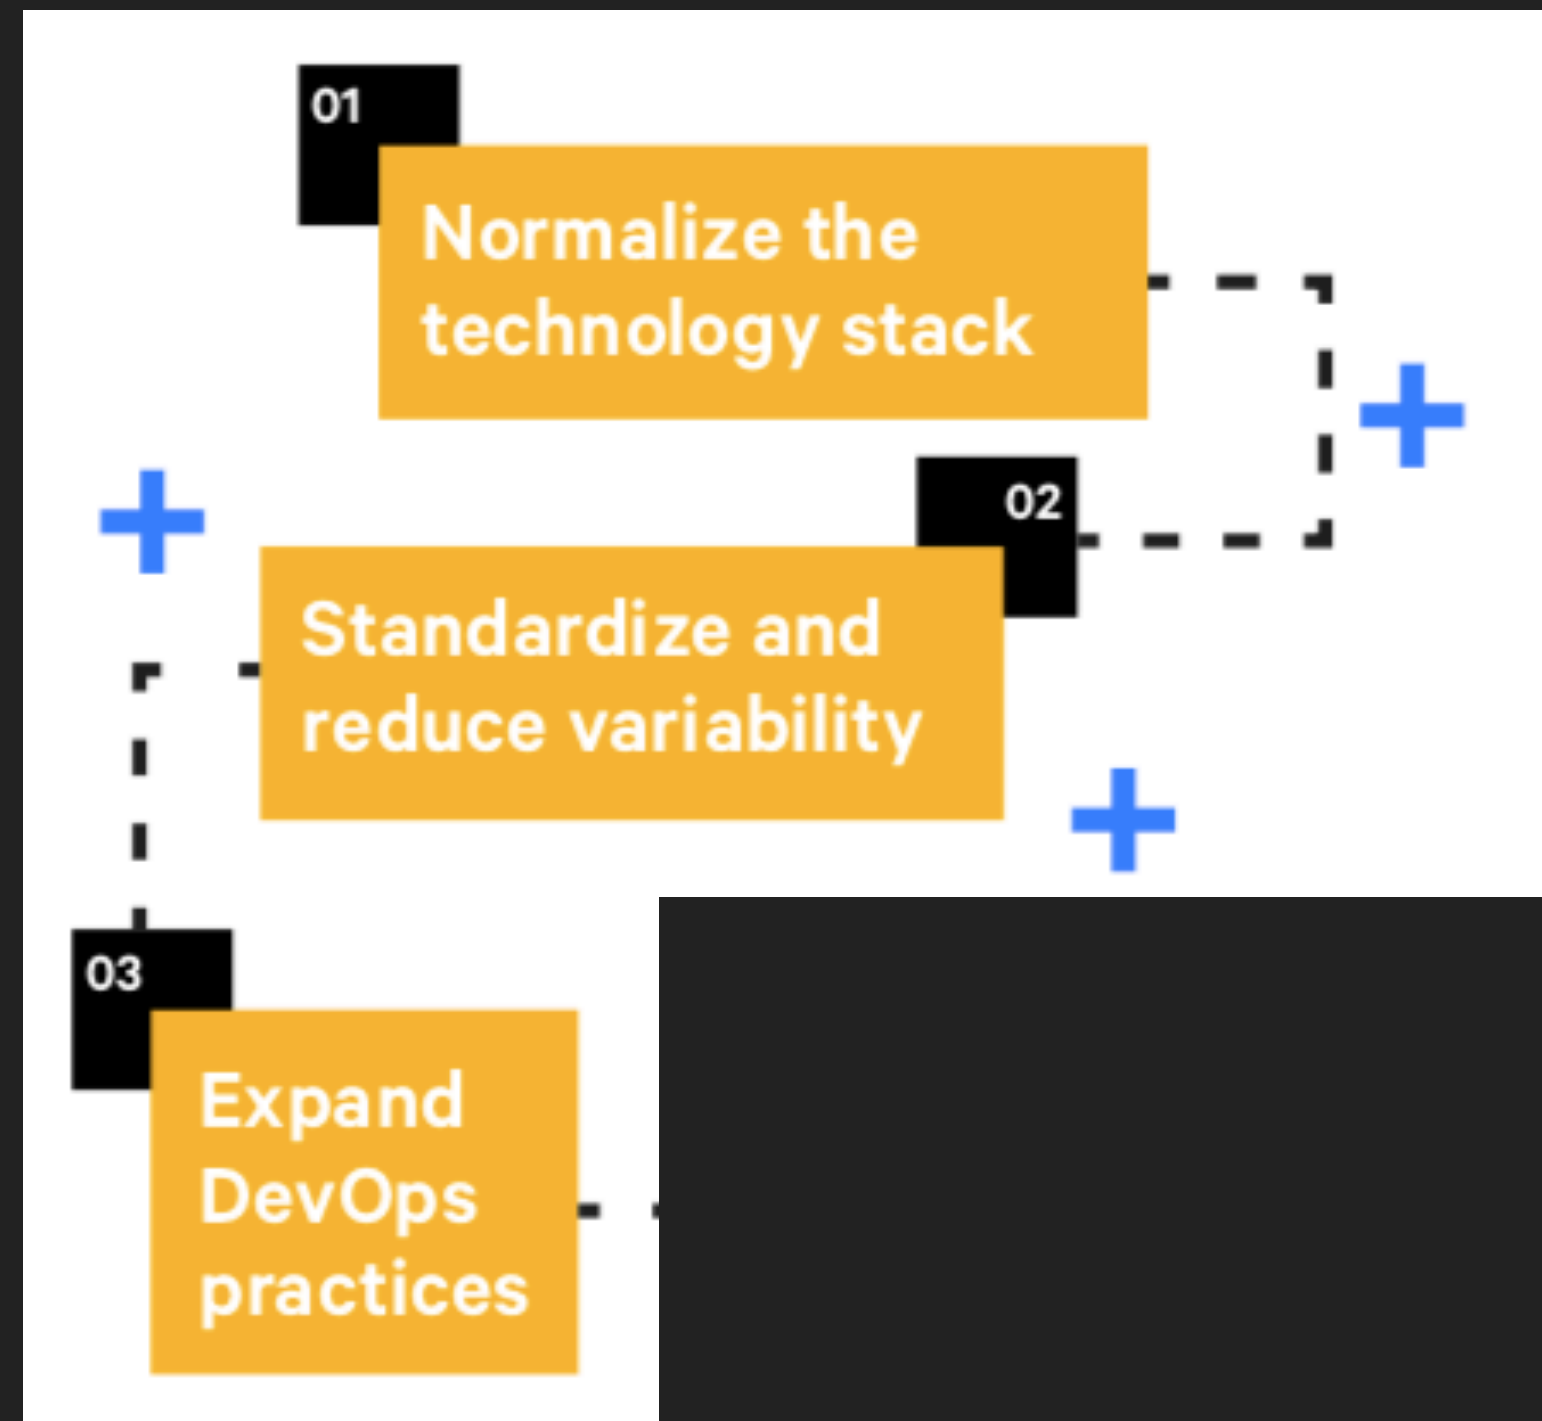 01
Normalize the
technology stack
02
Standardize and
reduce variability
03
Expand
DevOps
practices